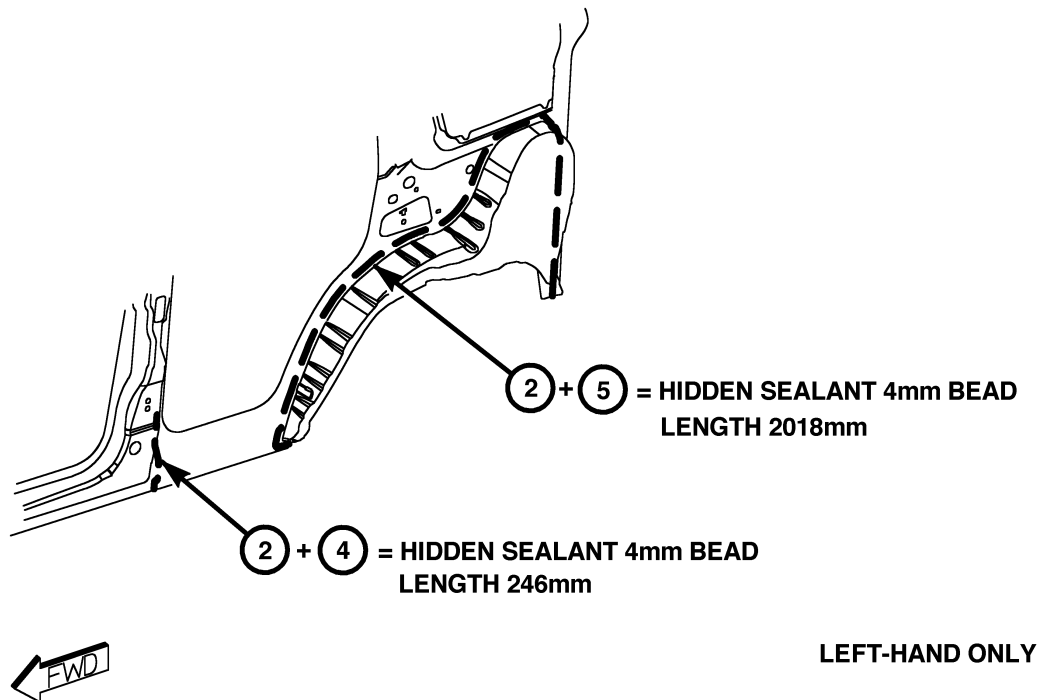 2 + 5 = HIDDEN SEALANT 4mm BEAD
LENGTH 2018mm
2 + 4 = HIDDEN SEALANT 4mm BEAD
LENGTH 246mm
FWD
LEFT-HAND ONLY